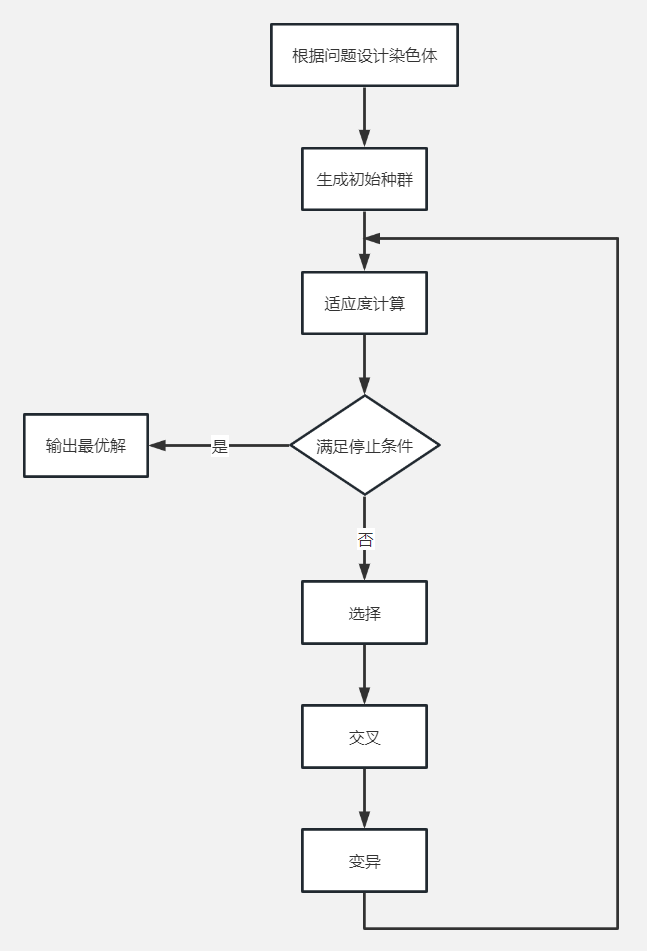 根据问题设计染色体
生成初始种群
适应度计算
满足停止条件
是
输出最优解
否
选择
交叉
变异